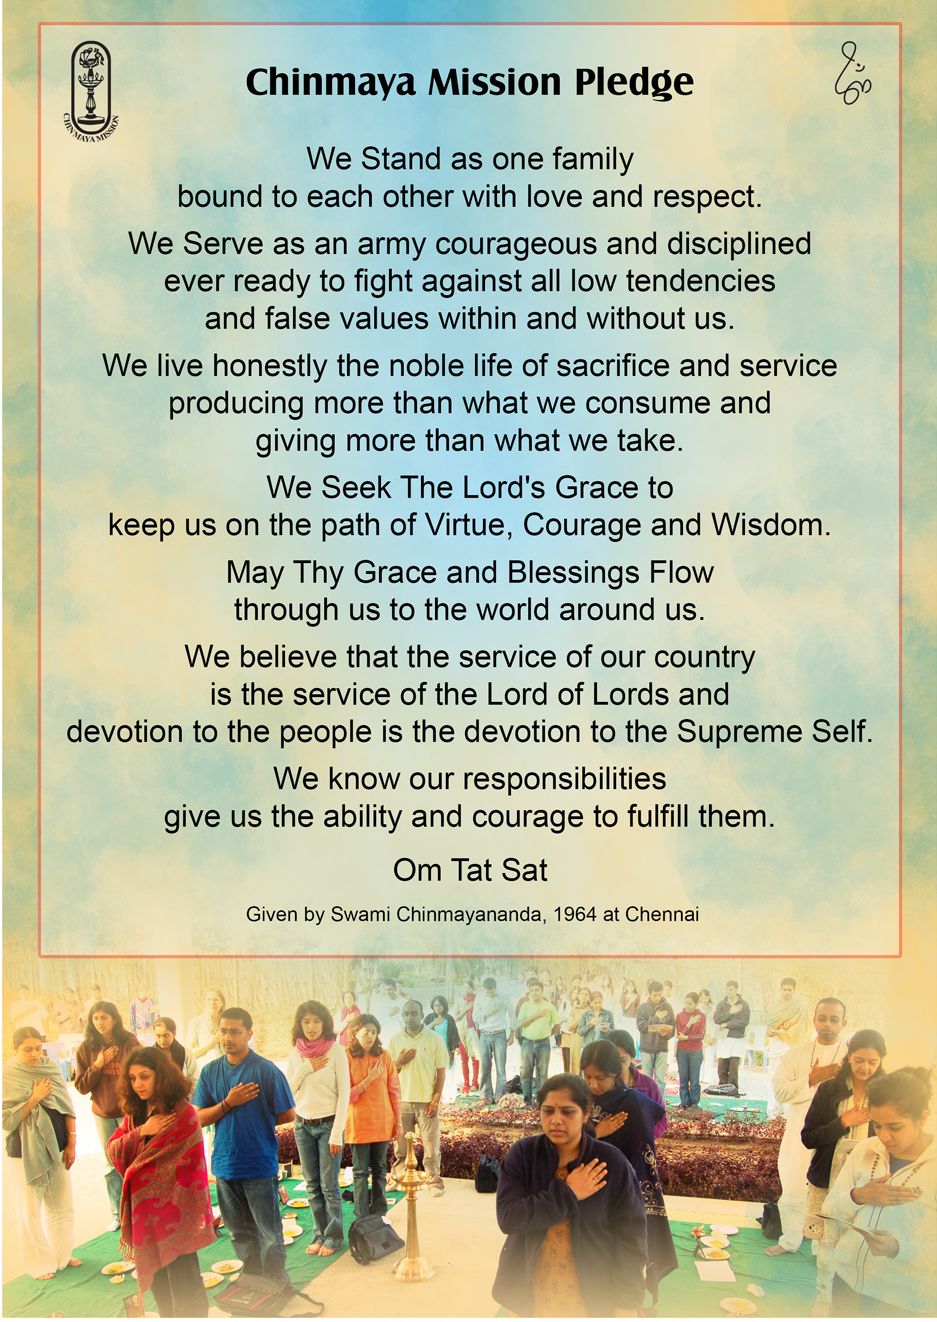 CHINMAYA MISSION
Chinmaya Mission Pledge
We Stand as one family
bound to each other with love and respect.
We Serve as an army courageous and disciplined
ever ready to fight against all low tendencies
and false values within and without us.
We live honestly the noble life of sacrifice and service
producing more than what we consume and
giving more than what we take.
We Seek The Lord's Grace to
keep us on the path of Virtue, Courage and Wisdom.
May Thy Grace and Blessings Flow
through us to the world around us.
We believe that the service of our country
is the service of the Lord of Lords and
devotion to the people is the devotion to the Supreme Self.
We know our responsibilities
give us the ability and courage to fulfill them.
Om Tat Sat
Given by Swami Chinmayananda, 1964 at Chennai